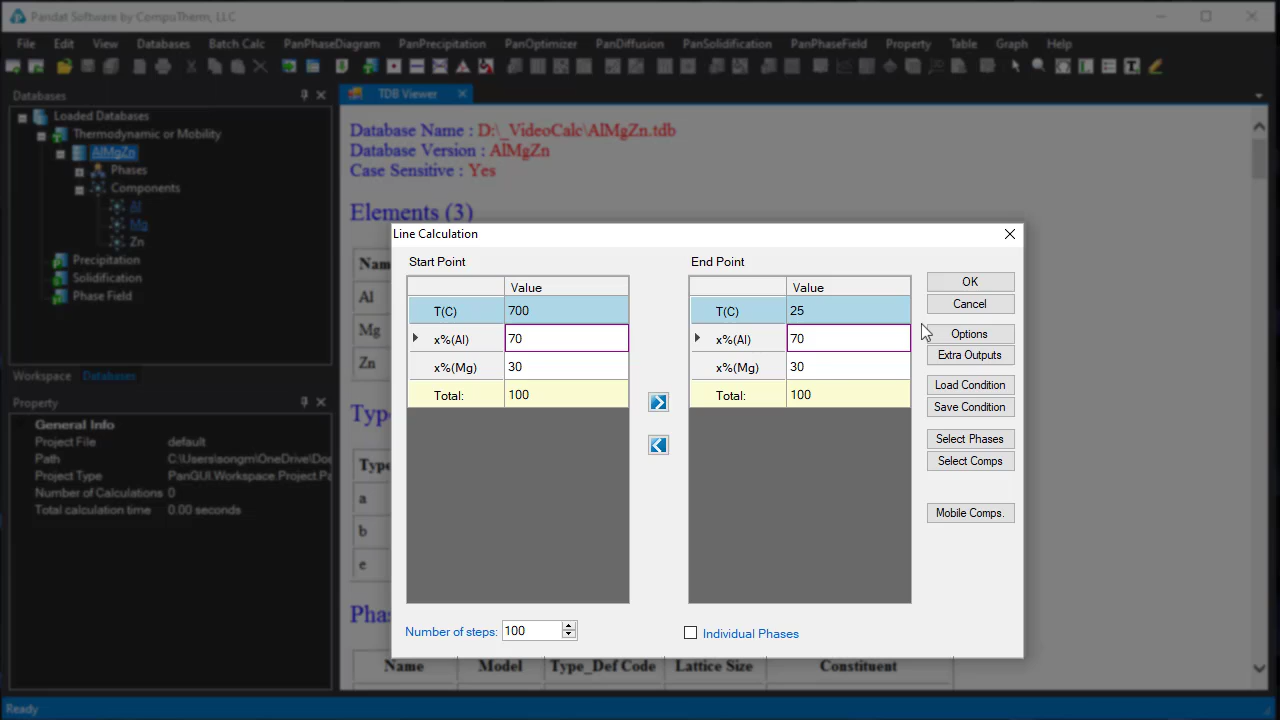 Pandat Software by CompuTherm, LLC
File Edit View Databases Batch Calc PanPhaseDiagram PanPrecipitation PanOptimizer PanDiffusion PanSolidification PanPhaseField Property Table Graph Help
Databases
Loaded Databases
Thermodynamic or Mobility
AlMgZn
Phases
Components
Al
Mg
Zn
Precipitation
Solidification
Phase Field
Workspace Databases
Property
General Info
Project File default
Path C:\Users\songm\OneDrive\Doc
Project Type PanGUI.Workspace.Project.Pa
Number of Calculations 0
Total calculation time 0.00 seconds
TDB Viewer
Database Name : D:\_VideoCalc\AlMgZn.tdb
Database Version : AlMgZn
Case Sensitive : Yes
Elements (3)
Al
Mg
Zn
a
b
e
Name Model Type_Def Code Lattice Size Constituent
Line Calculation
Start Point
Value
T(C) 700
x%(Al) 70
x%(Mg) 30
Total: 100
End Point
Value
T(C) 25
x%(Al) 70
x%(Mg) 30
Total: 100
OK
Cancel
Options
Extra Outputs
Load Condition
Save Condition
Select Phases
Select Comps
Mobile Comps.
Number of steps: 100
Individual Phases
Ready